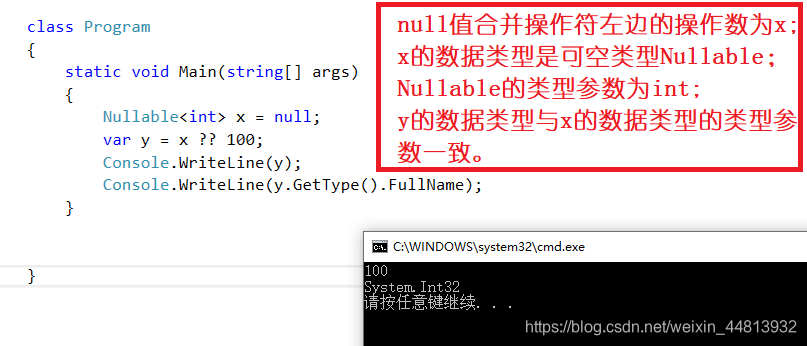 class Program
{
static void Main(string[] args)
{
Nullable<int> x = null;
var y = x ?? 100;
Console.WriteLine(y);
Console.WriteLine(y.GetType().FullName);
}
}
null值合并操作符左边的操作数为x;
x的数据类型是可空类型Nullable;
Nullable的类型参数为int;
y的数据类型与x的数据类型的类型参
数一致。
C:\WINDOWS\system32\cmd.exe
100
System.Int32
请按任意键继续. . .
https://blog.csdn.net/weixin_44813932